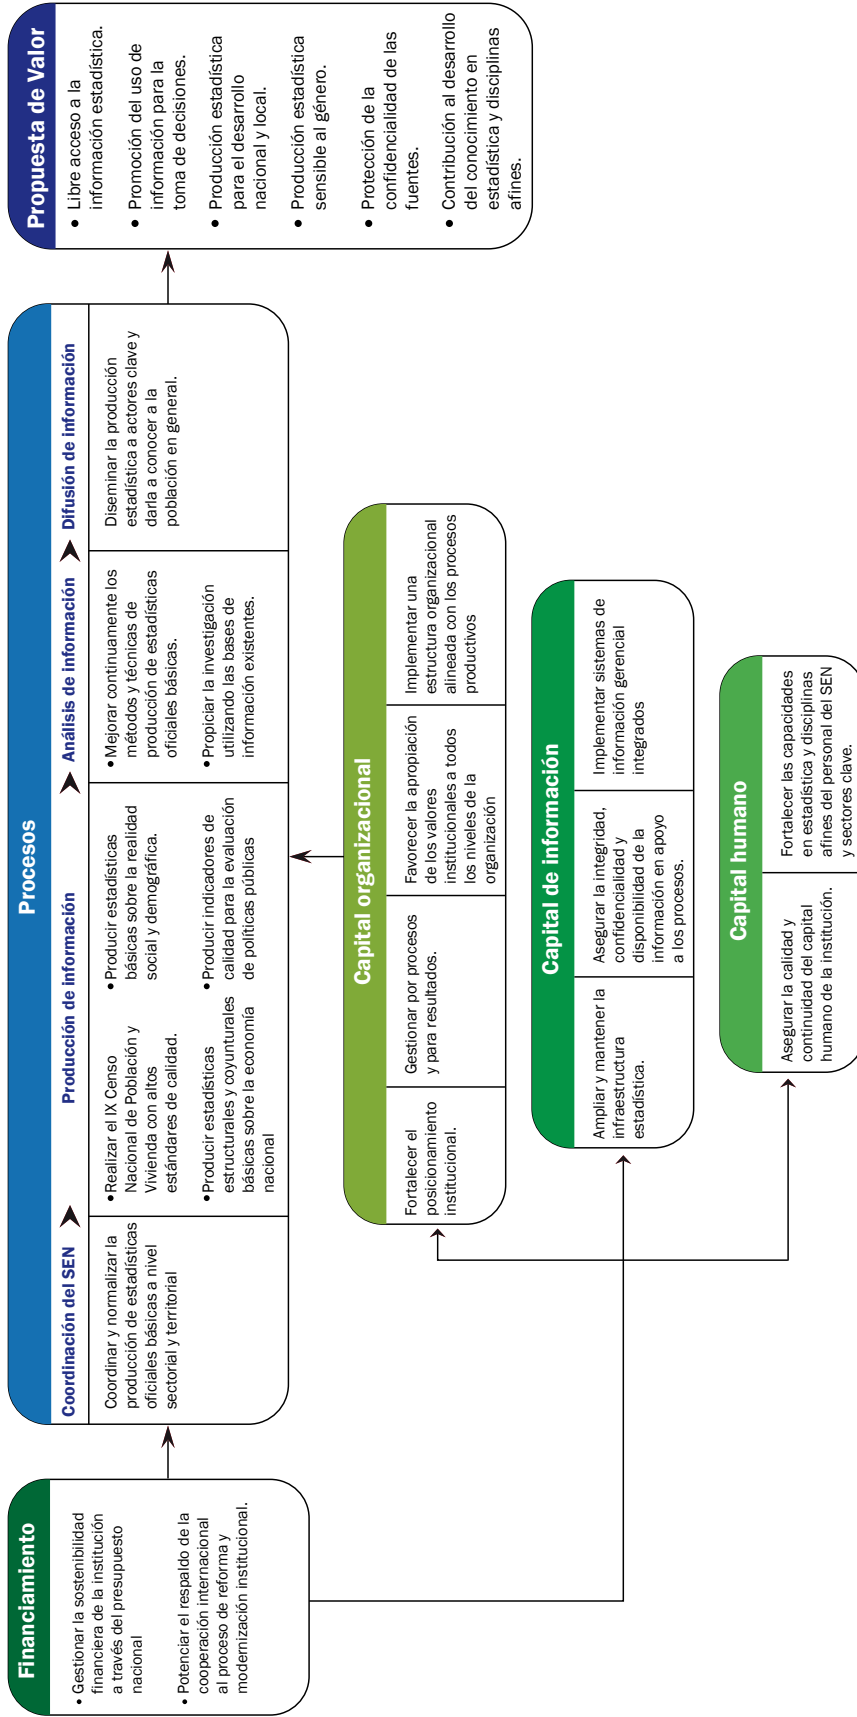 Financiamiento
• Gestionar la sostenibilidad
financiera de la institución
a través del presupuesto
nacional
• Potenciar el respaldo de la
cooperación internacional
al proceso de reforma y
modernización institucional.
Procesos
Coordinación del SEN
Producción de información
Análisis de información
Difusión de información
Coordinar y normalizar la
producción de estadísticas
oficiales básicas a nivel
sectorial y territorial
• Realizar el IX Censo
Nacional de Población y
Vivienda con altos
estándares de calidad.
• Producir estadísticas
estructurales y coyunturales
básicas sobre la economía
nacional
• Producir estadísticas
básicas sobre la realidad
social y demográfica.
• Producir indicadores de
calidad para la evaluación
de políticas públicas
• Mejorar continuamente los
métodos y técnicas de
producción de estadísticas
oficiales básicas.
• Propiciar la investigación
utilizando las bases de
información existentes.
Diseminar la producción
estadística a actores clave y
darla a conocer a la
población en general.
Propuesta de Valor
• Libre acceso a la
información estadística.
• Promoción del uso de
información para la
toma de decisiones.
• Producción estadística
para el desarrollo
nacional y local.
• Producción estadística
sensible al género.
• Protección de la
confidencialidad de las
fuentes.
• Contribución al desarrollo
del conocimiento en
estadística y disciplinas
afines.
Capital organizacional
Fortalecer el
posicionamiento
institucional.
Gestionar por procesos
y para resultados.
Favorecer la apropiación
de los valores
institucionales a todos
los niveles de la
organización
Implementar una
estructura organizacional
alineada con los procesos
productivos
Capital de información
Ampliar y mantener la
infraestructura
estadística.
Asegurar la integridad,
confidencialidad y
disponibilidad de la
información en apoyo
a los procesos.
Implementar sistemas de
información gerencial
integrados
Capital humano
Asegurar la calidad y
continuidad del capital
humano de la institución.
Fortalecer las capacidades
en estadística y disciplinas
afines del personal del SEN
y sectores clave.